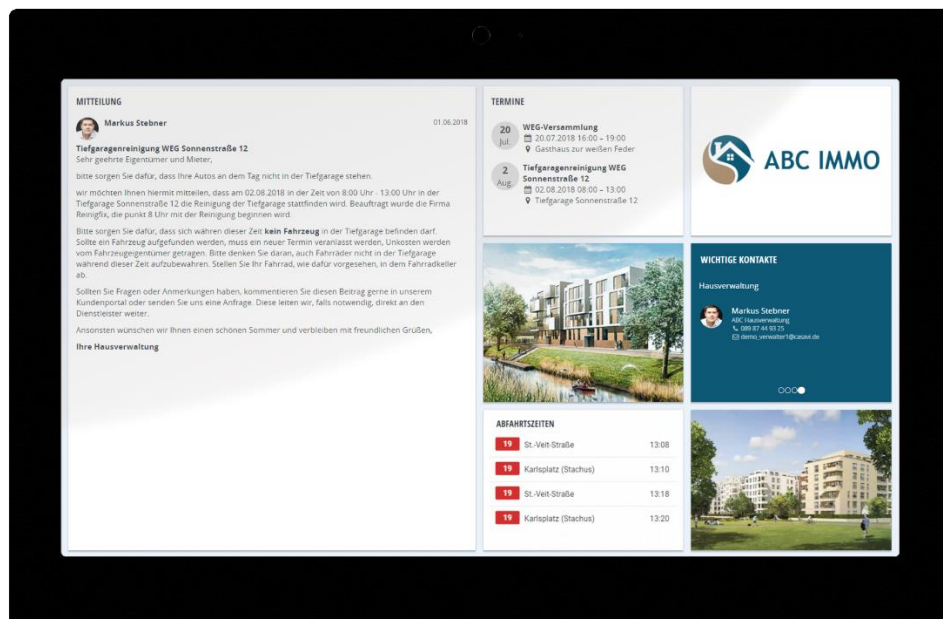 MITTEILUNG
Markus Stebner
01.06.2018
Tiefgaragenreinigung WEG Sonnenstraße 12
Sehr geehrte Eigentümer und Mieter,
bitte sorgen Sie dafür, dass Ihre Autos an dem Tag nicht in der Tiefgarage stehen.
wir möchten Ihnen hiermit mitteilen, dass am 02.08.2018 in der Zeit von 8:00 Uhr - 13:00 Uhr in der
Tiefgarage Sonnenstraße 12 die Reinigung der Tiefgarage stattfinden wird. Beauftragt wurde die Firma
Reinigfix, die punkt 8 Uhr mit der Reinigung beginnen wird.
Bitte sorgen Sie dafür, dass sich währen dieser Zeit kein Fahrzeug in der Tiefgarage befinden darf.
Sollte ein Fahrzeug aufgefunden werden, muss ein neuer Termin veranlasst werden, Unkosten werden
vom Fahrzeugeigentümer getragen. Bitte denken Sie daran, auch Fahrräder nicht in der Tiefgarage
während dieser Zeit aufzubewahren. Stellen Sie Ihr Fahrrad, wie dafür vorgesehen, in dem Fahrradkeller
ab.
Sollten Sie Fragen oder Anmerkungen haben, kommentieren Sie diesen Beitrag gerne in unserem
Kundenportal oder senden Sie uns eine Anfrage. Diese leiten wir, falls notwendig, direkt an den
Dienstleister weiter.
Ansonsten wünschen wir Ihnen einen schönen Sommer und verbleiben mit freundlichen Grüßen,
Ihre Hausverwaltung
TERMINE
20
Jul.
WEG-Versammlung
20.07.2018 16:00 – 19:00
Gasthaus zur weißen Feder
2
Aug.
Tiefgaragenreinigung WEG
Sonnenstraße 12
02.08.2018 08:00 – 13:00
Tiefgarage Sonnenstraße 12
ABC IMMO
WICHTIGE KONTAKTE
Hausverwaltung
Markus Stebner
ABC Hausverwaltung
089 87 44 93 25
demo_verwalter1@casavi.de
ABFAHRTSZEITEN
19 St.-Veit-Straße 13:08
19 Karlsplatz (Stachus) 13:10
19 St.-Veit-Straße 13:18
19 Karlsplatz (Stachus) 13:20